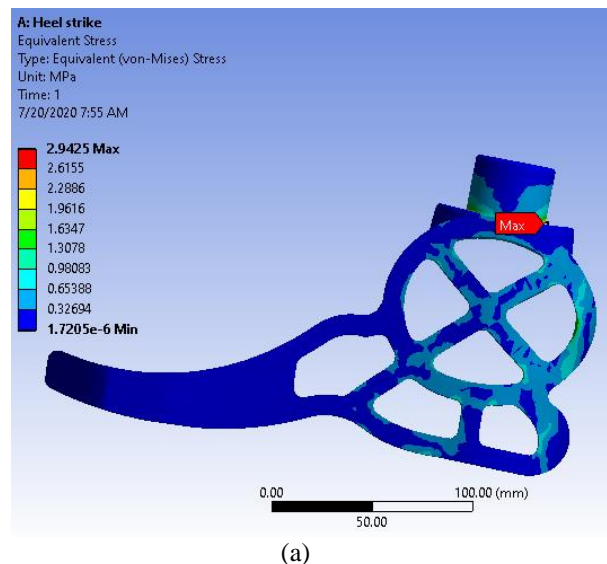 A: Heel strike
Equivalent Stress
Type: Equivalent (von-Mises) Stress
Unit: MPa
Time: 1
7/20/2020 7:55 AM
2.9425 Max
2.6155
2.2886
1.9616
1.6347
1.3078
0.98083
0.65388
0.32694
1.7205e-6 Min
Max
0.00
100.00 (mm)
50.00
(a)